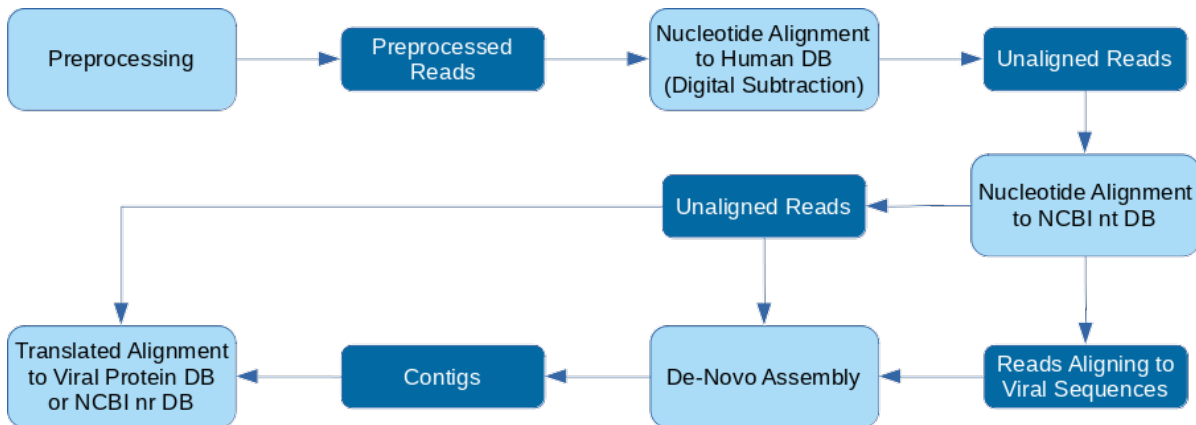 Preprocessing
Preprocessed
Reads
Nucleotide Alignment
to Human DB
(Digital Subtraction)
Unaligned Reads
Nucleotide Alignment
to NCBI nt DB
Unaligned Reads
Translated Alignment
to Viral Protein DB
or NCBI nr DB
Contigs
De-Novo Assembly
Reads Aligning to
Viral Sequences